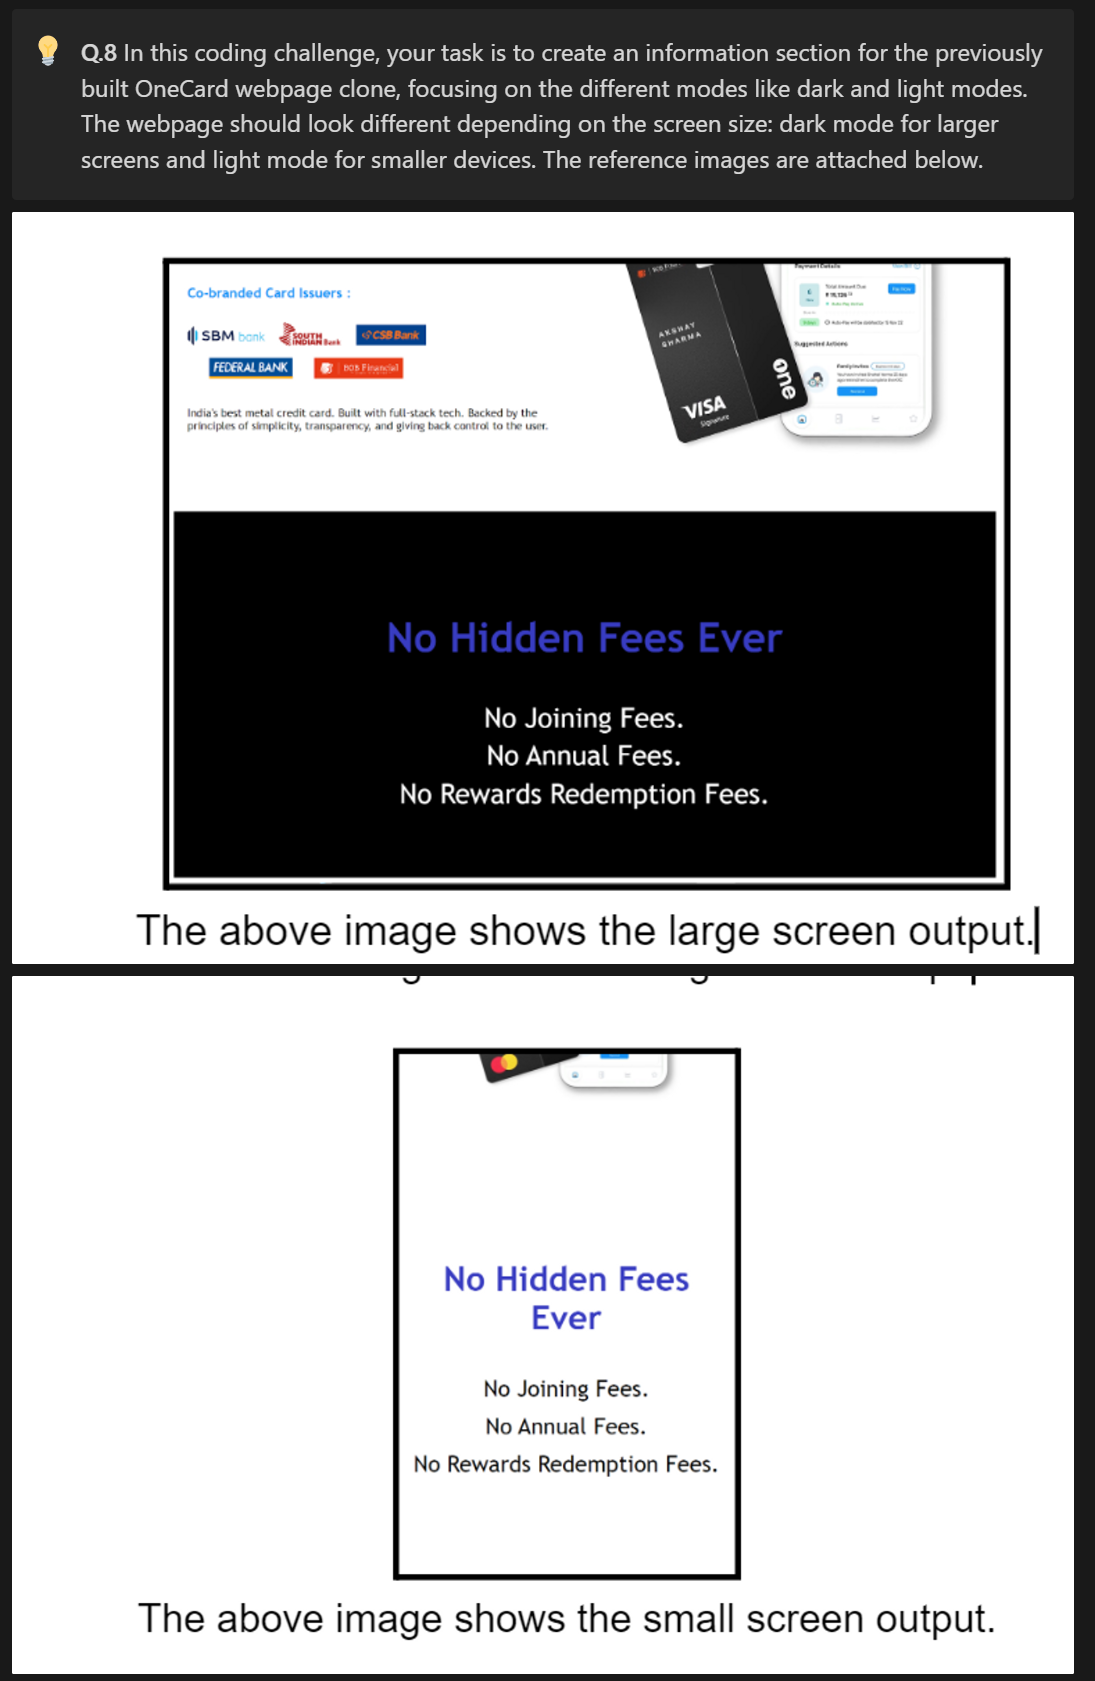 Q.8 In this coding challenge, your task is to create an information section for the previously
built OneCard webpage clone, focusing on the different modes like dark and light modes.
The webpage should look different depending on the screen size: dark mode for larger
screens and light mode for smaller devices. The reference images are attached below.
Co-branded Card Issuers :
SBM bank
SOUTH INDIAN Bank
CSB Bank
FEDERAL BANK
BOB Financial
India's best metal credit card. Built with full-stack tech. Backed by the
principles of simplicity, transparency, and giving back control to the user.
AKSHAY
SHARMA
one
VISA
Signature
Payment Details
Total Amount Due
Pay Now
Suggested Actions
No Hidden Fees Ever
No Joining Fees.
No Annual Fees.
No Rewards Redemption Fees.
The above image shows the large screen output.
No Hidden Fees
Ever
No Joining Fees.
No Annual Fees.
No Rewards Redemption Fees.
The above image shows the small screen output.